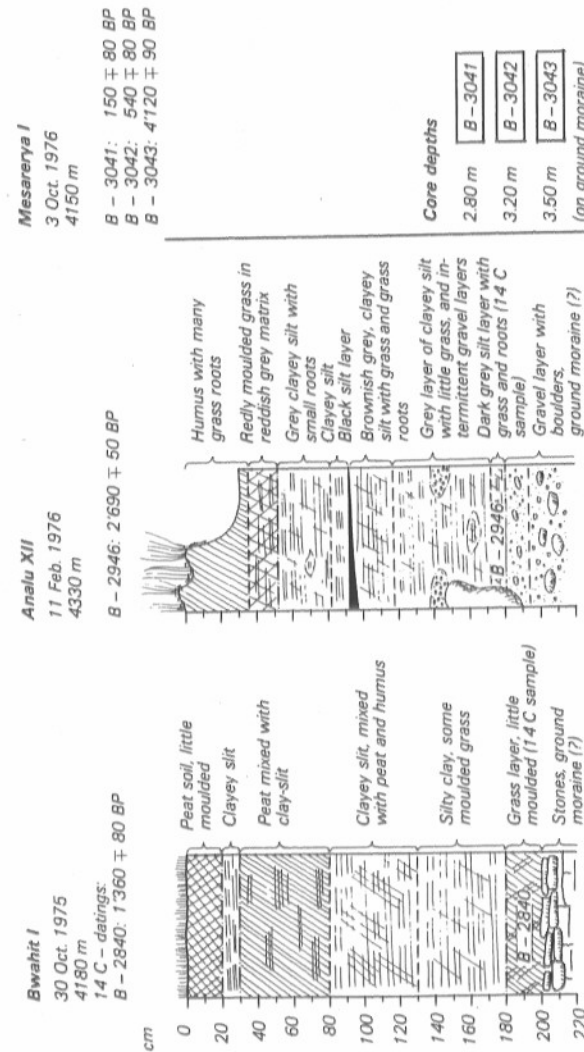 Bwahit I
30 Oct. 1975
4180 m
14 C – datings:
B – 2840: 1'360 ∓ 80 BP
cm
0
20
40
60
80
100
120
140
160
180
200
220
Peat soil, little
moulded
Clayey slit
Peat mixed with
clay-slit
Clayey slit, mixed
with peat and humus
Silty clay, some
moulded grass
Grass layer, little
moulded (14 C sample)
Stones, ground
moraine (?)
B – 2840
Analu XII
11 Feb. 1976
4330 m
B – 2946: 2'690 ∓ 50 BP
Humus with many
grass roots
Redly moulded grass in
reddish grey matrix
Grey clayey silt with
small roots
Clayey silt
Black silt layer
Brownish grey, clayey
silt with grass and grass
roots
Grey layer of clayey silt
with little grass, and in-
termittent gravel layers
Dark grey silt layer with
grass and roots (14 C
sample)
Gravel layer with
boulders,
ground moraine (?)
B – 2946
Mesarerya I
3 Oct. 1976
4150 m
B – 3041: 150 ∓ 80 BP
B – 3042: 540 ∓ 80 BP
B – 3043: 4'120 ∓ 90 BP
Core depths
2.80 m B – 3041
3.20 m B – 3042
3.50 m B – 3043
(on ground moraine)